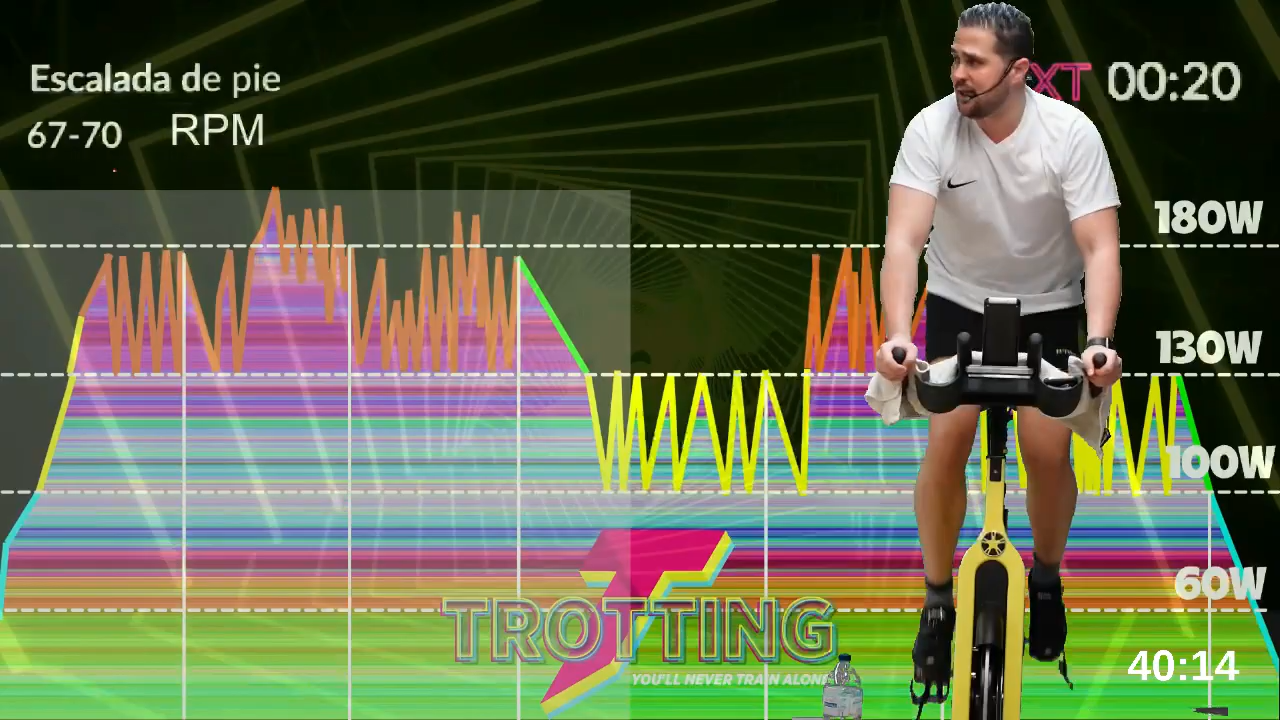 Escalada de pie
67-70 RPM
XT 00:20
180W
130W
100W
60W
TROTTING
YOU'LL NEVER TRAIN ALONE
40:14